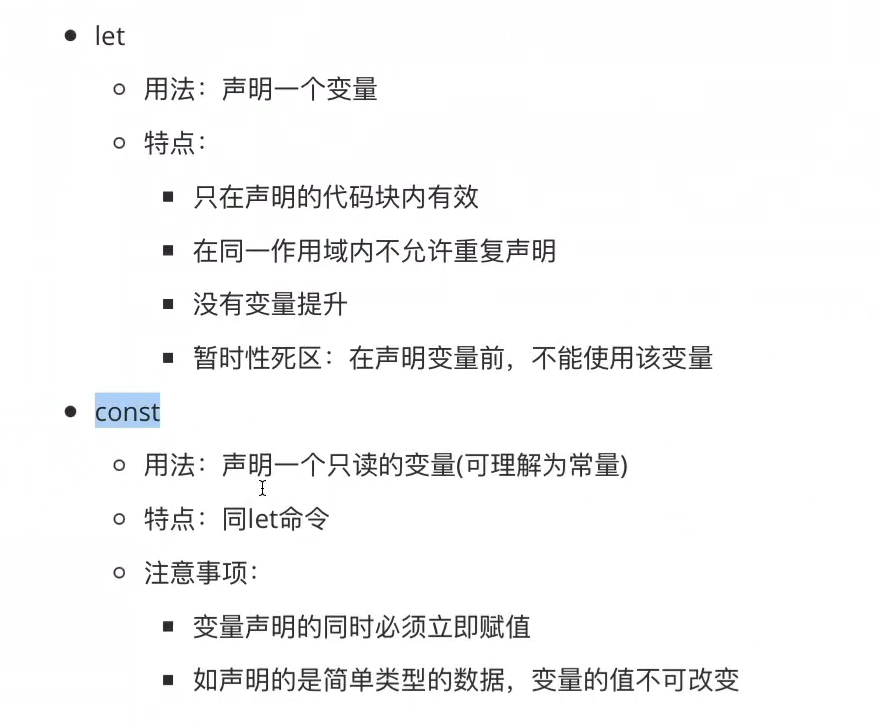 let
用法：声明一个变量
特点：
只在声明的代码块内有效
在同一作用域内不允许重复声明
没有变量提升
暂时性死区：在声明变量前，不能使用该变量
const
用法：声明一个只读的变量(可理解为常量)
特点：同let命令
注意事项：
变量声明的同时必须立即赋值
如声明的是简单类型的数据，变量的值不可改变